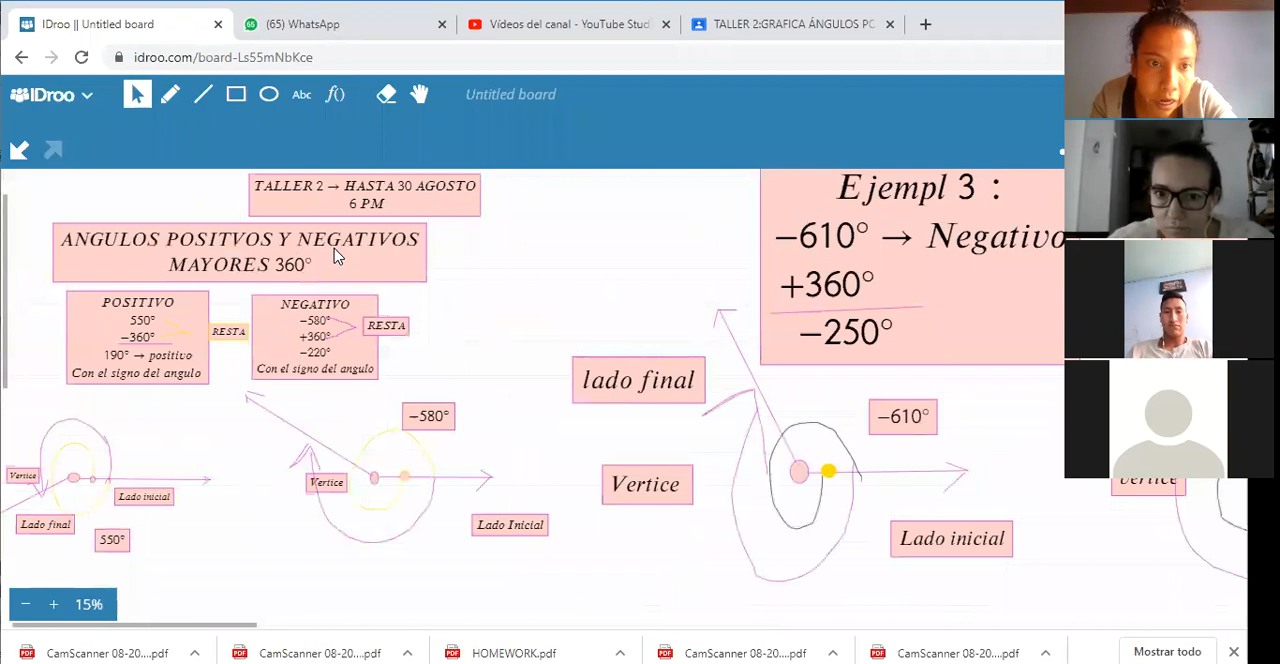 IDroo || Untitled board
(65) WhatsApp
Vídeos del canal - YouTube Stud
TALLER 2:GRAFICA ÁNGULOS PO
idroo.com/board-Ls55mNbKce
IDroo
Abc
f()
Untitled board
TALLER 2 → HASTA 30 AGOSTO
6 PM
ANGULOS POSITVOS Y NEGATIVOS
MAYORES 360°
POSITIVO
550°
−360°
190° → positivo
Con el signo del angulo
RESTA
NEGATIVO
−580°
+360°
−220°
Con el signo del angulo
RESTA
Ejempl 3 :
−610° → Negativo
+360°
−250°
lado final
−580°
−610°
Vertice
Lado inicial
Lado final
550°
Vertice
Lado Inicial
Vertice
Lado inicial
Vertice
15%
CamScanner 08-20....pdf
CamScanner 08-20....pdf
HOMEWORK.pdf
CamScanner 08-20....pdf
CamScanner 08-20....pdf
Mostrar todo